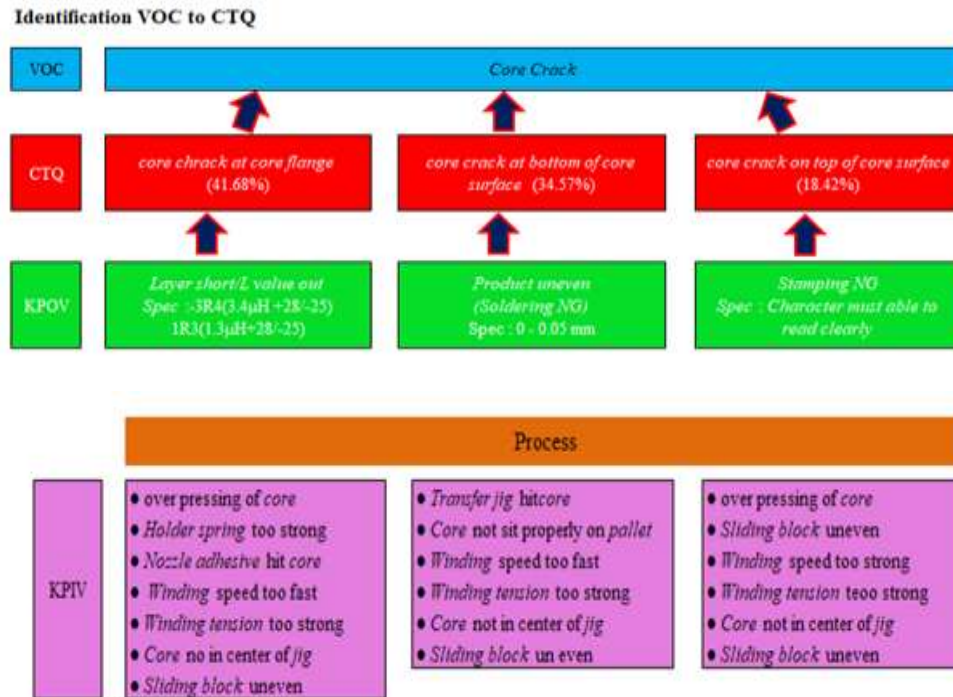 Identification VOC to CTQ
VOC
Core Crack
CTQ
core chrack at core flange
(41.68%)
core crack at bottom of core
surface (34.57%)
core crack on top of core surface
(18.42%)
KPOV
Layer short/L value out
Spec :-3R4(3.4µH +28/-25)
1R3(1.3µH+28/-25)
Product uneven
(Soldering NG)
Spec : 0 - 0.05 mm
Stamping NG
Spec : Character must able to
read clearly
Process
KPIV
● over pressing of core
● Holder spring too strong
● Nozzle adhesive hit core
● Winding speed too fast
● Winding tension too strong
● Core no in center of jig
● Sliding block uneven
● Transfer jig hitcore
● Core not sit properly on pallet
● Winding speed too fast
● Winding tension too strong
● Core not in center of jig
● Sliding block un even
● over pressing of core
● Sliding block uneven
● Winding speed too strong
● Winding tension teoo strong
● Core not in center of jig
● Sliding block uneven